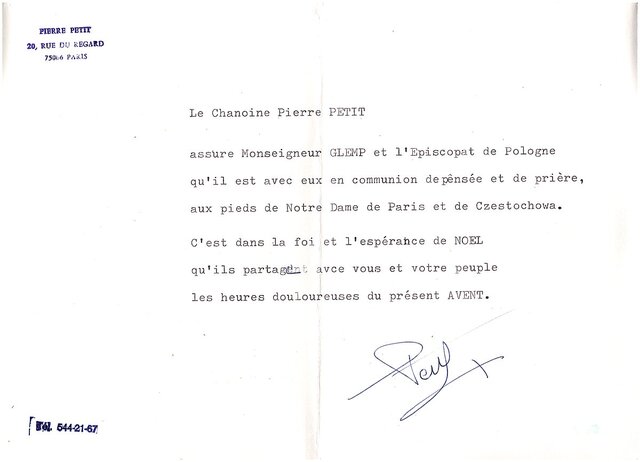 PIERRE PETIT
20, RUE DU REGARD
75006 PARIS
Le Chanoine Pierre PETIT
assure Monseigneur GLEMP et l'Episcopat de Pologne
qu'il est avec eux en communion depênsée et de prière,
aux pieds de Notre Dame de Paris et de Czestochowa.
C'est dans la foi et l'espérance de NOEL
qu'ils partagent avce vous et votre peuple
les heures douloureuses du présent AVENT.
Petit
Tél. 544-21-67